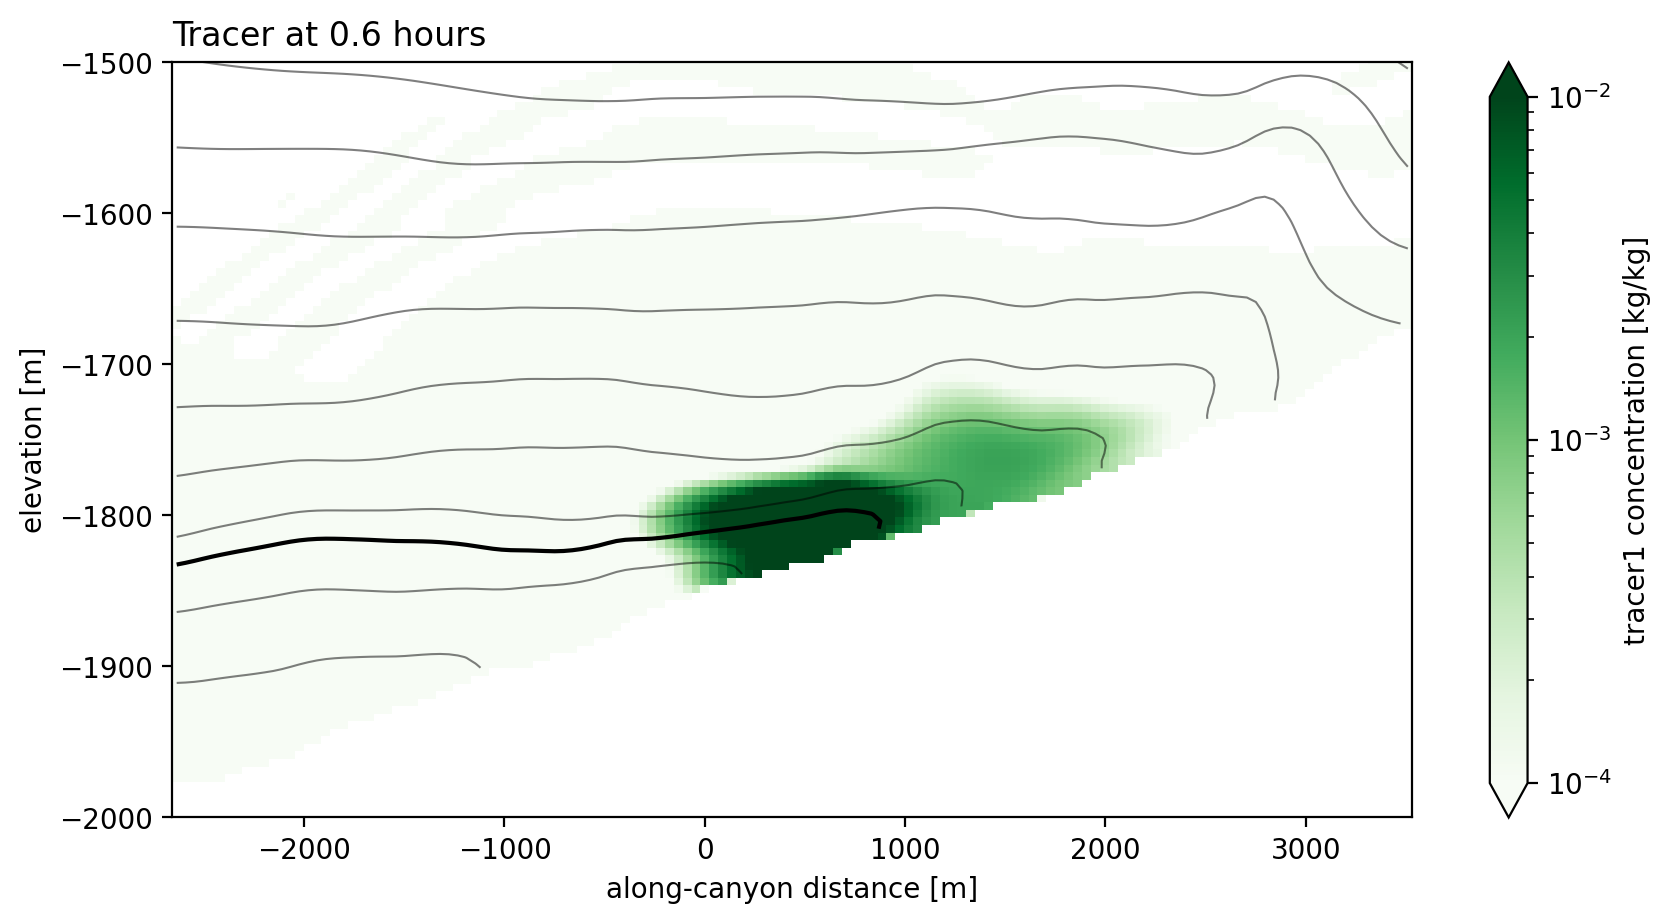 Tracer at 0.6 hours
−1500
−1600
−1700
−1800
−1900
−2000
elevation [m]
−2000 −1000 0 1000 2000 3000
along-canyon distance [m]
10⁻²
10⁻³
10⁻⁴
tracer1 concentration [kg/kg]